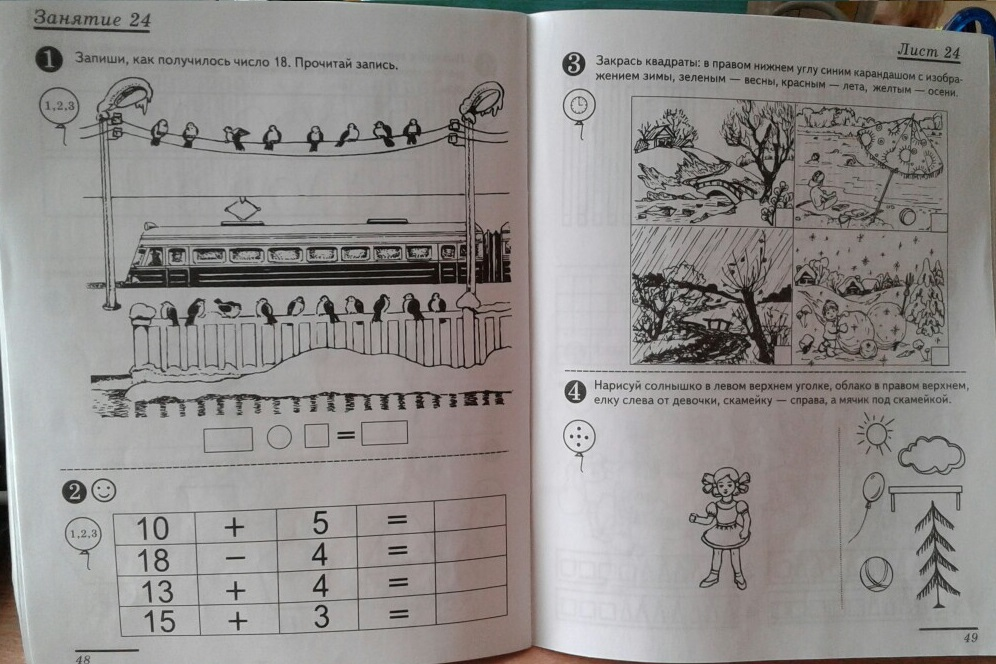 Занятие 24
1 Запиши, как получилось число 18. Прочитай запись.
1,2,3
=
2
1,2,3
10 + 5 =
18 − 4 =
13 + 4 =
15 + 3 =
48
Лист 24
3 Закрась квадраты: в правом нижнем углу синим карандашом с изобра-
жением зимы, зеленым — весны, красным — лета, желтым — осени.
4 Нарисуй солнышко в левом верхнем уголке, облако в правом верхнем,
елку слева от девочки, скамейку — справа, а мячик под скамейкой.
49